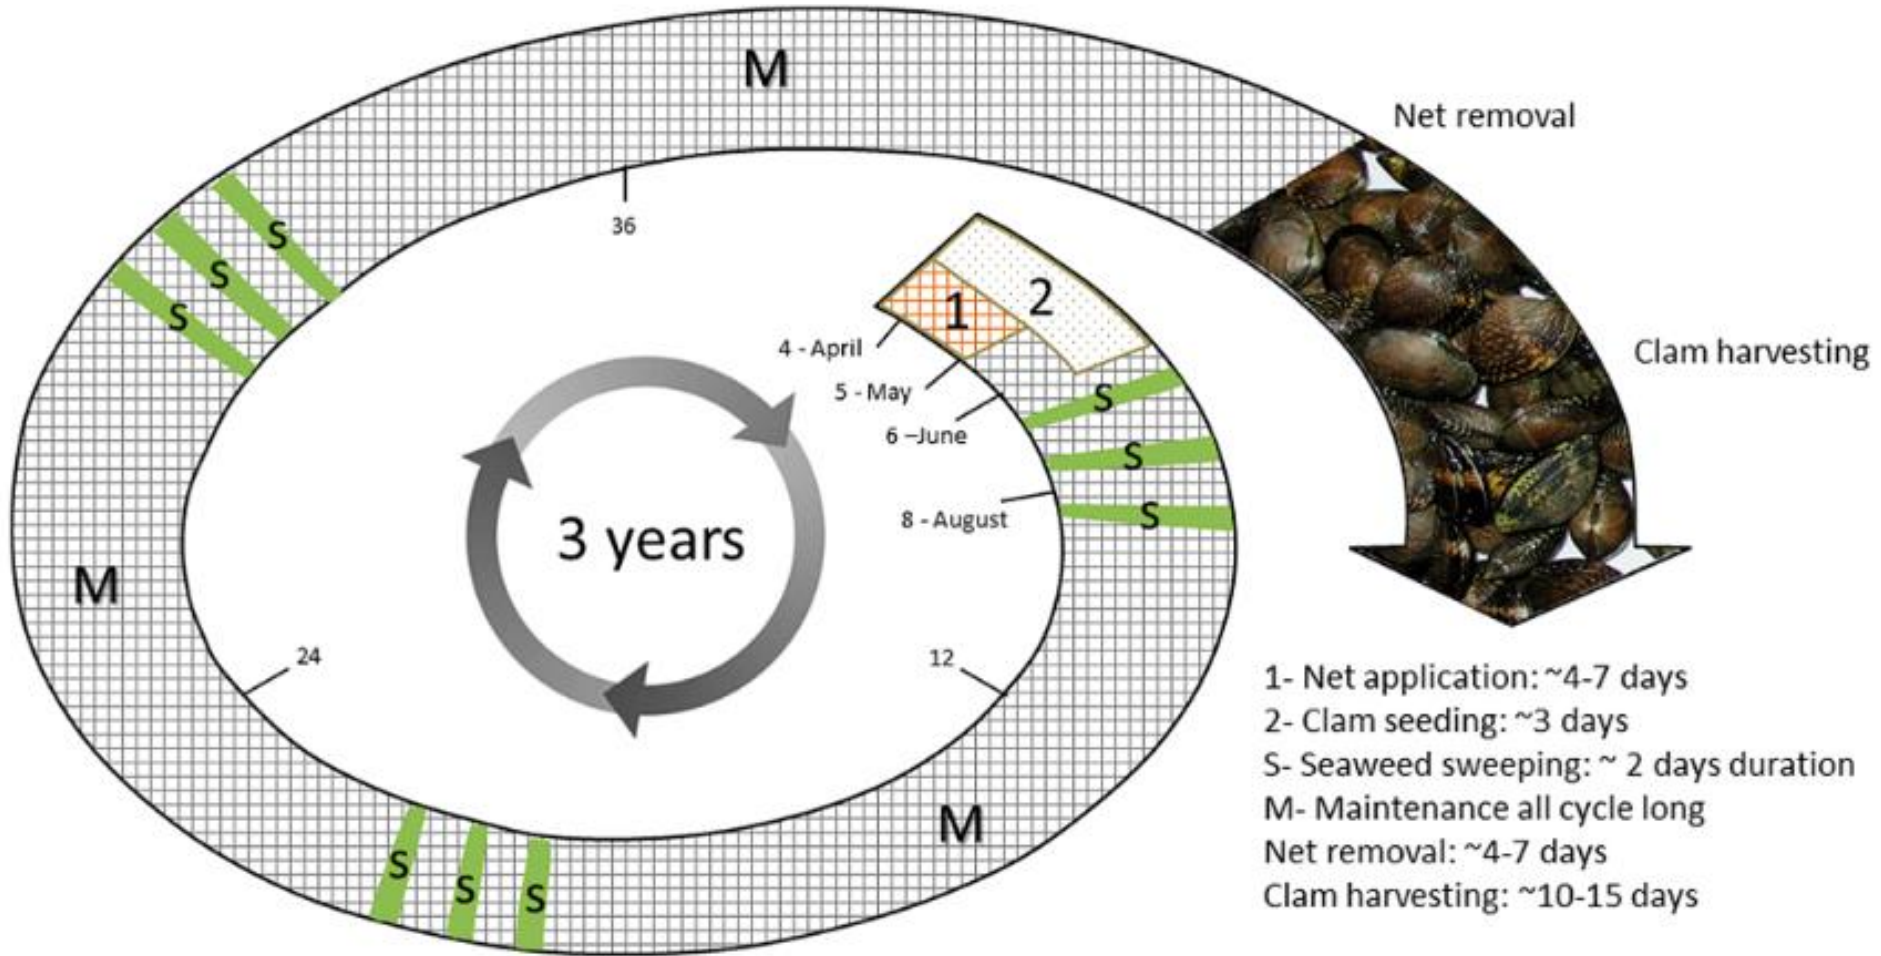 M
Net removal
S
36
S
1
2
S
4 - April
Clam harvesting
5 - May
S
6 –June
S
8 - August
S
3 years
M
24
12
1- Net application: ~4-7 days
2- Clam seeding: ~3 days
S- Seaweed sweeping: ~ 2 days duration
M
M- Maintenance all cycle long
Net removal: ~4-7 days
S
S
S
Clam harvesting: ~10-15 days